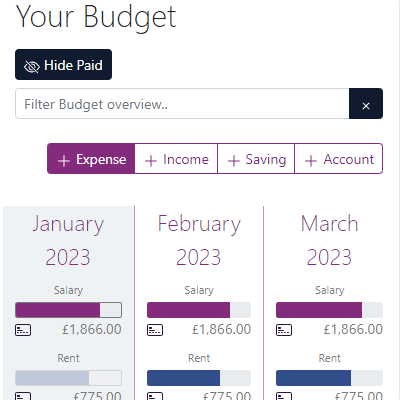 Your Budget
Hide Paid
Filter Budget overview..
×
+ Expense + Income + Saving + Account
January 2023
February 2023
March 2023
Salary Salary Salary
£1,866.00 £1,866.00 £1,866.00
Rent Rent Rent
£775.00 £775.00 £775.00